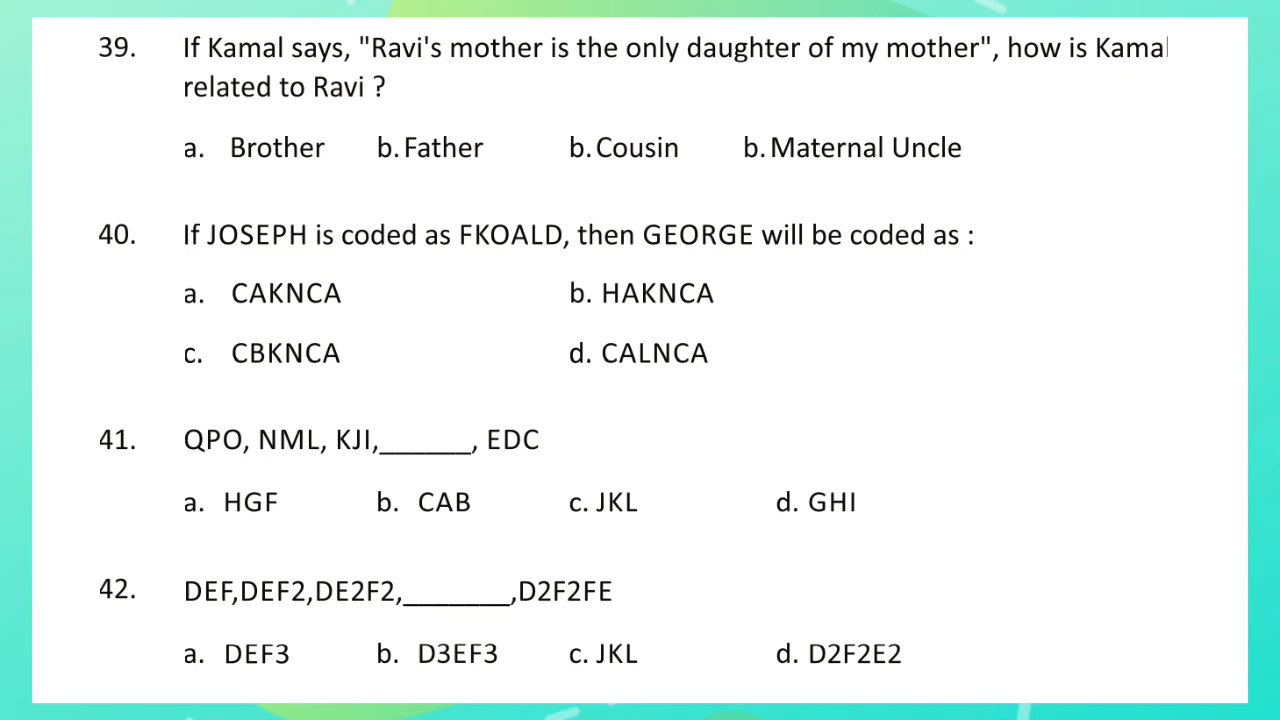 39. If Kamal says, "Ravi's mother is the only daughter of my mother", how is Kamal
related to Ravi ?
a. Brother b. Father b. Cousin b. Maternal Uncle
40. If JOSEPH is coded as FKOALD, then GEORGE will be coded as :
a. CAKNCA b. HAKNCA
c. CBKNCA d. CALNCA
41. QPO, NML, KJI,______, EDC
a. HGF b. CAB c. JKL d. GHI
42. DEF,DEF2,DE2F2,_______,D2F2FE
a. DEF3 b. D3EF3 c. JKL d. D2F2E2